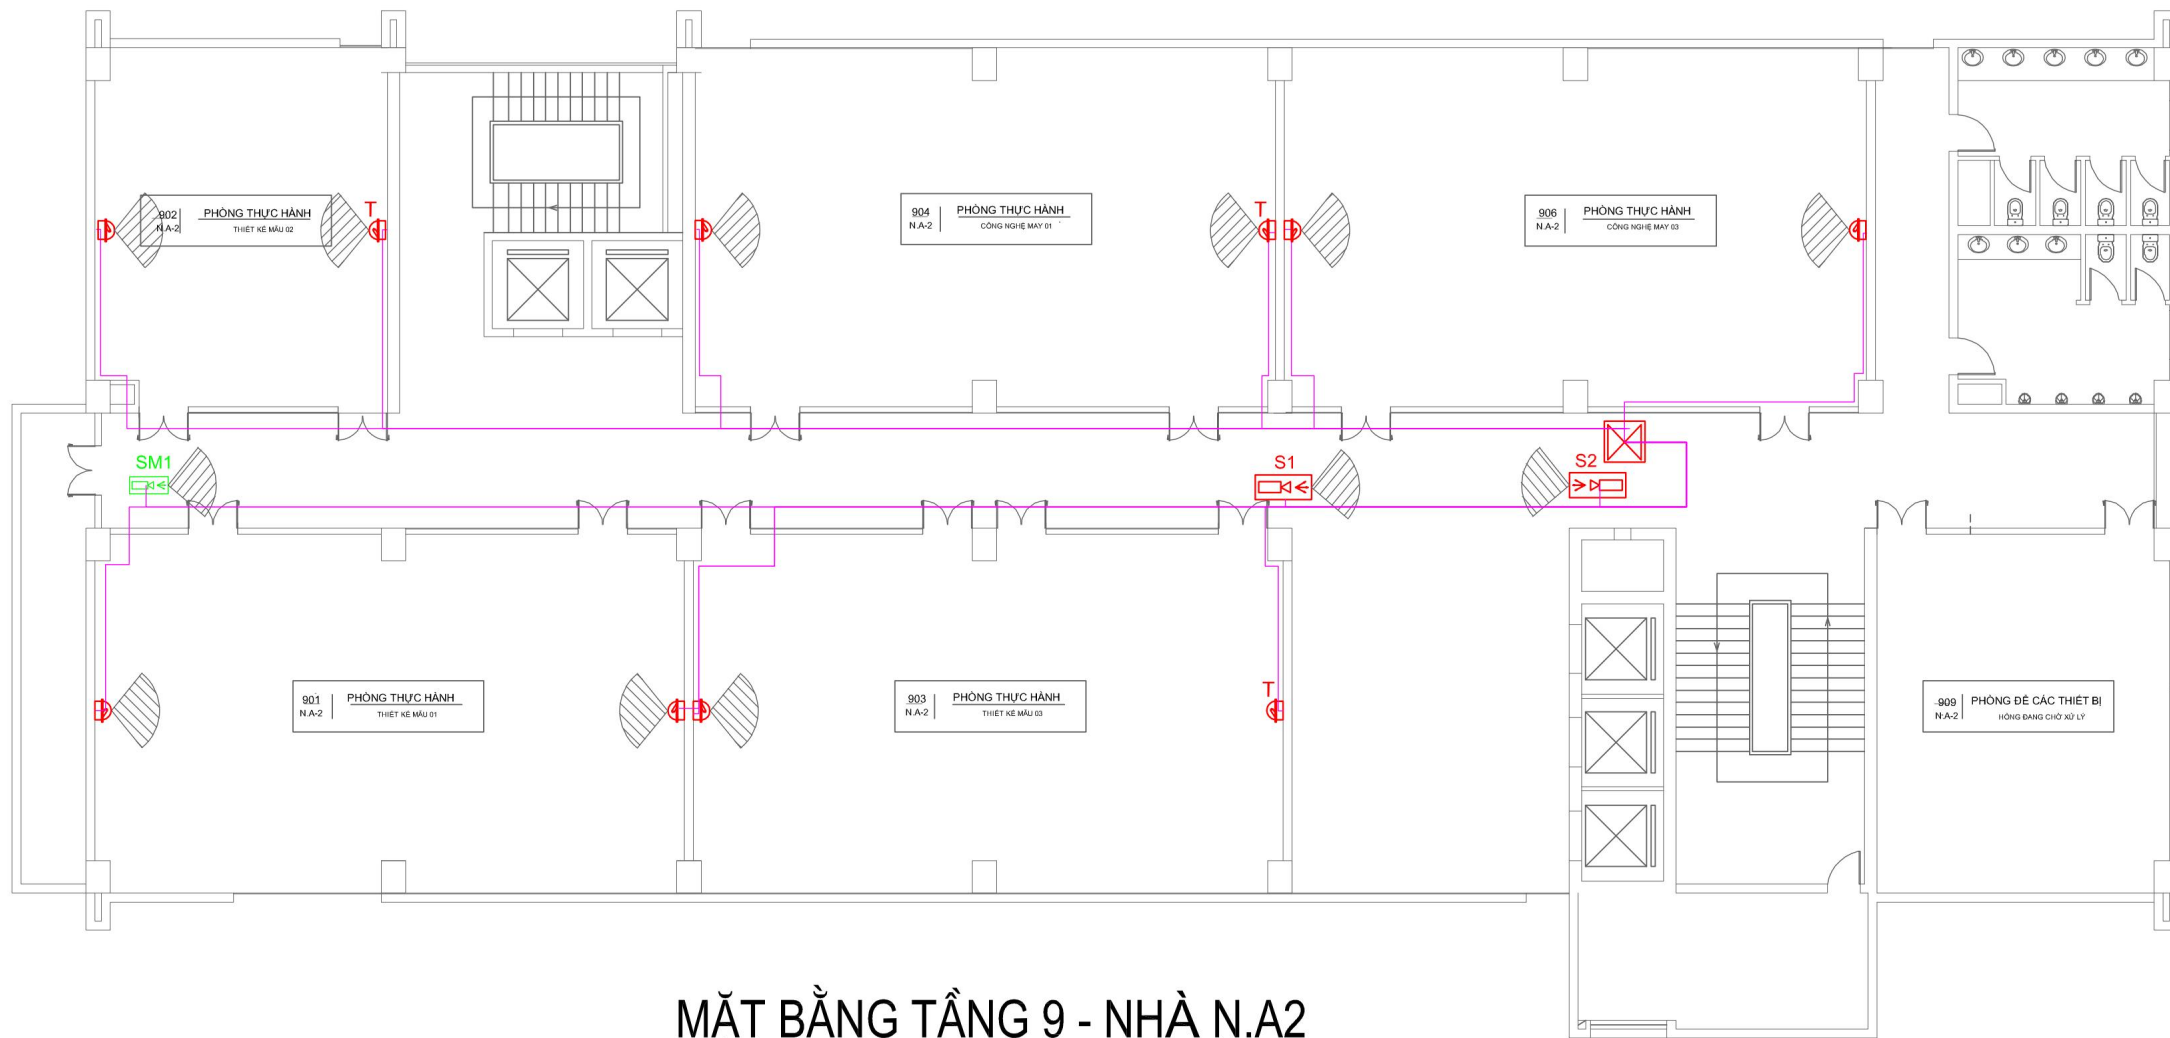 902
N.A-2
PHÒNG THỰC HÀNH
THIẾT KẾ MẪU 02
T
904
N.A-2
PHÒNG THỰC HÀNH
CÔNG NGHỆ MAY 01
T
906
N.A-2
PHÒNG THỰC HÀNH
CÔNG NGHỆ MAY 03
SM1
S1
S2
901
N.A-2
PHÒNG THỰC HÀNH
THIẾT KẾ MẪU 01
903
N.A-2
PHÒNG THỰC HÀNH
THIẾT KẾ MẪU 03
T
909
N.A-2
PHÒNG ĐỂ CÁC THIẾT BỊ
HỎNG ĐANG CHỜ XỬ LÝ
MẶT BẰNG TẦNG 9 - NHÀ N.A2